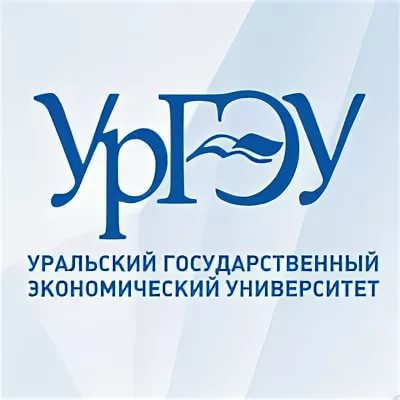 УрГЭУ
УРАЛЬСКИЙ ГОСУДАРСТВЕННЫЙ
ЭКОНОМИЧЕСКИЙ УНИВЕРСИТЕТ